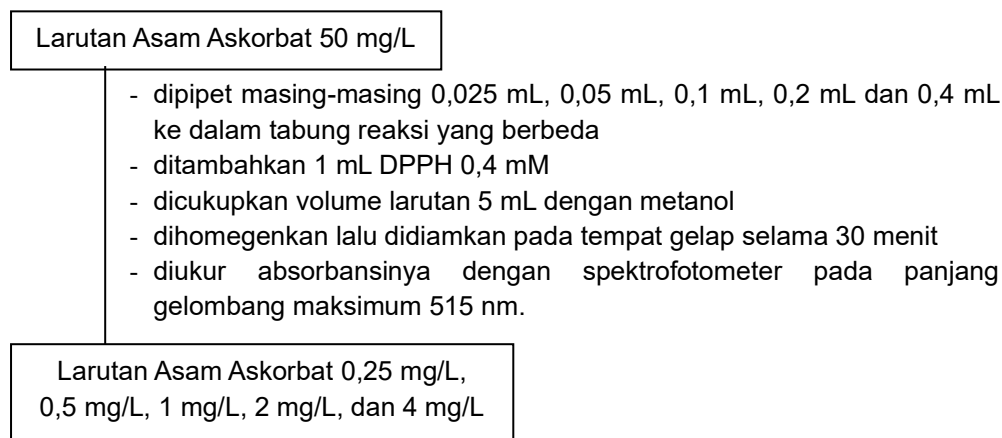 Larutan Asam Askorbat 50 mg/L
- dipipet masing-masing 0,025 mL, 0,05 mL, 0,1 mL, 0,2 mL dan 0,4 mL
ke dalam tabung reaksi yang berbeda
- ditambahkan 1 mL DPPH 0,4 mM
- dicukupkan volume larutan 5 mL dengan metanol
- dihomegenkan lalu didiamkan pada tempat gelap selama 30 menit
- diukur absorbansinya dengan spektrofotometer pada panjang
gelombang maksimum 515 nm.
Larutan Asam Askorbat 0,25 mg/L,
0,5 mg/L, 1 mg/L, 2 mg/L, dan 4 mg/L